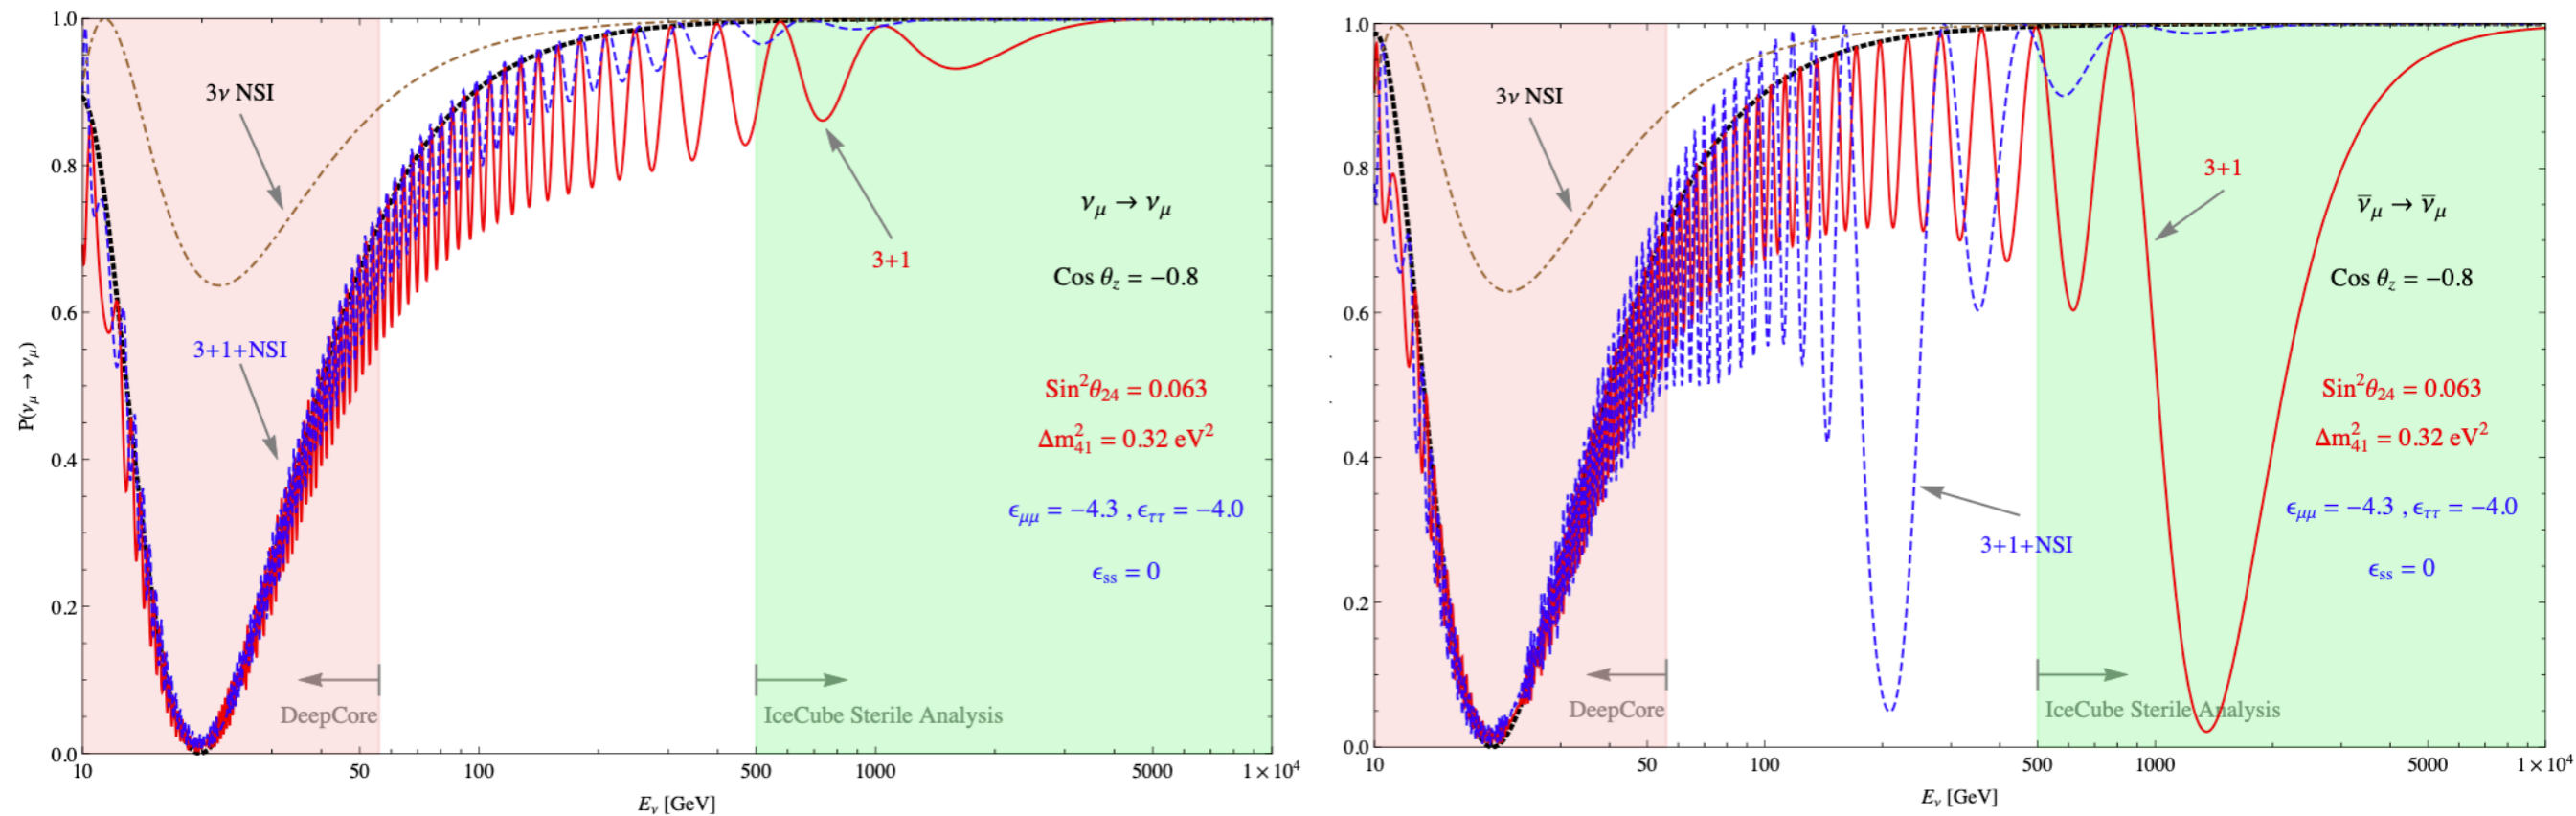 1.0
0.8
0.6
0.4
0.2
0.0
P(νμ → νμ)
3ν NSI
3+1+NSI
3+1
νμ → νμ
Cos θz = −0.8
Sin²θ24 = 0.063
Δm²41 = 0.32 eV²
ϵμμ = −4.3 , ϵττ = −4.0
ϵss = 0
DeepCore
IceCube Sterile Analysis
10
50
100
500
1000
5000
1×10⁴
Eν [GeV]
1.0
0.8
0.6
0.4
0.2
0.0
3ν NSI
3+1
ν̅μ → ν̅μ
Cos θz = −0.8
Sin²θ24 = 0.063
Δm²41 = 0.32 eV²
ϵμμ = −4.3 , ϵττ = −4.0
3+1+NSI
ϵss = 0
DeepCore
IceCube Sterile Analysis
10
50
100
500
1000
5000
1×10⁴
Eν [GeV]